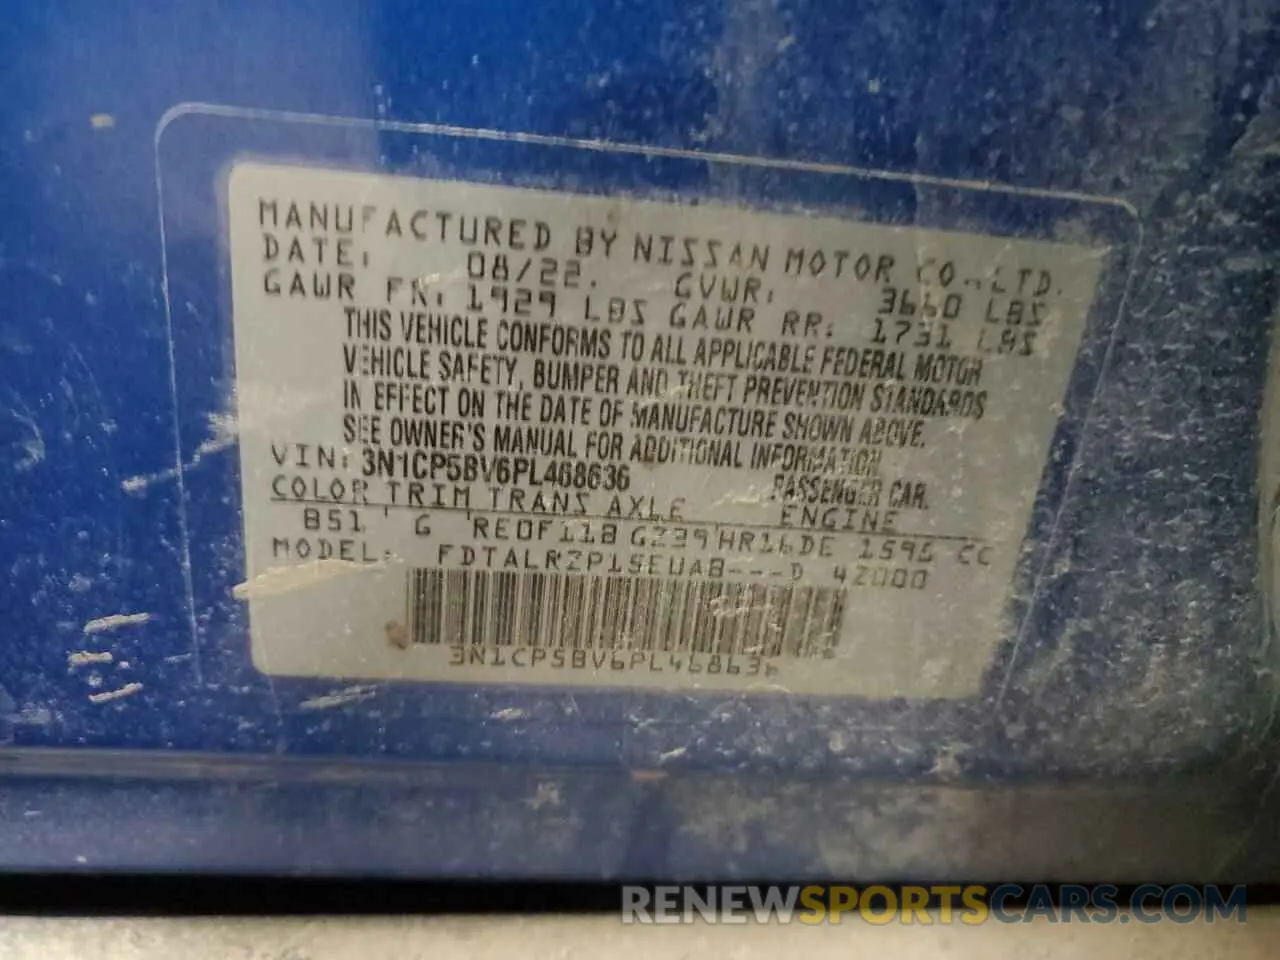 MANUFACTURED BY NISSAN MOTOR CO.,LTD.
DATE: 08/22. GVWR: 3660 LBS
GAWR FR: 1929 LBS GAWR RR: 1731 LBS
THIS VEHICLE CONFORMS TO ALL APPLICABLE FEDERAL MOTOR
VEHICLE SAFETY, BUMPER AND THEFT PREVENTION STANDARDS
IN EFFECT ON THE DATE OF MANUFACTURE SHOWN ABOVE.
SEE OWNER'S MANUAL FOR ADDITIONAL INFORMATION.
VIN: 3N1CP5BV6PL468636 PASSENGER CAR.
COLOR TRIM TRANS AXLE ENGINE
B51 G RE0F11B G239 HR16DE 1598 CC
MODEL: FDTALRZP15EUAB---D 42000
3N1CP5BV6PL468636
RENEWSPORTSCARS.COM